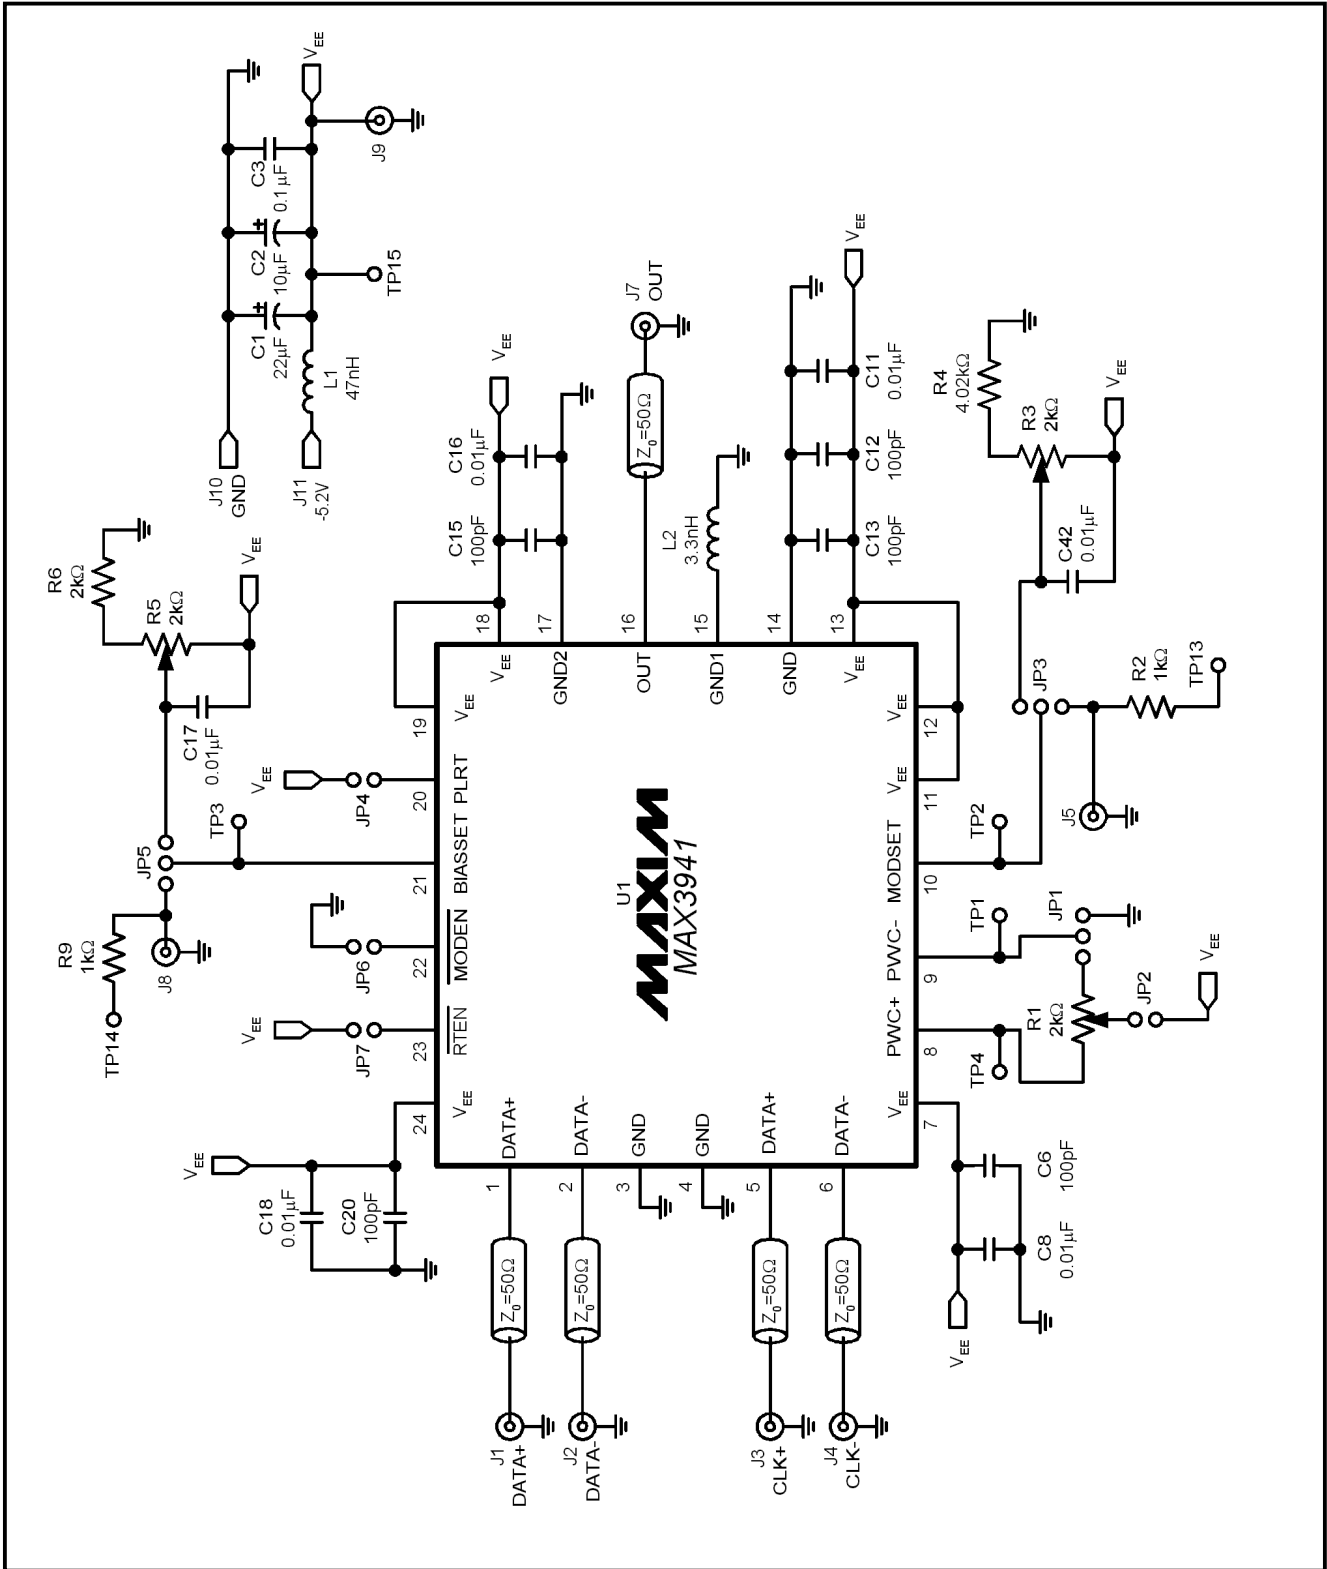 J10
GND
J11
-5.2V
C1
22µF
C2
10µF
C3
0.1µF
L1
47nH
TP15
J9
VEE
R6
2kΩ
R5
2kΩ
VEE
C17
0.01µF
JP5
TP3
R9
1kΩ
TP14
J8
VEE
JP4
JP6
VEE
JP7
VEE
C18
0.01µF
C20
100pF
C15
100pF
C16
0.01µF
VEE
Z0=50Ω
J7
OUT
L2
3.3nH
C13
100pF
C12
100pF
C11
0.01µF
VEE
R4
4.02kΩ
R3
2kΩ
VEE
C42
0.01µF
JP3
R2
1kΩ
TP13
J5
TP2
TP1
JP1
R1
2kΩ
JP2
VEE
TP4
C6
100pF
C8
0.01µF
VEE
U1
MAXIM
MAX3941
1
DATA+
2
DATA-
3
GND
4
GND
5
DATA+
6
DATA-
7
VEE
8
PWC+
9
PWC-
10
MODSET
11
VEE
12
VEE
13
VEE
14
GND
15
GND1
16
OUT
17
GND2
18
VEE
19
VEE
20
PLRT
21
BIASSET
22
MODEN
23
RTEN
24
VEE
Z0=50Ω
Z0=50Ω
Z0=50Ω
Z0=50Ω
J1
DATA+
J2
DATA-
J3
CLK+
J4
CLK-